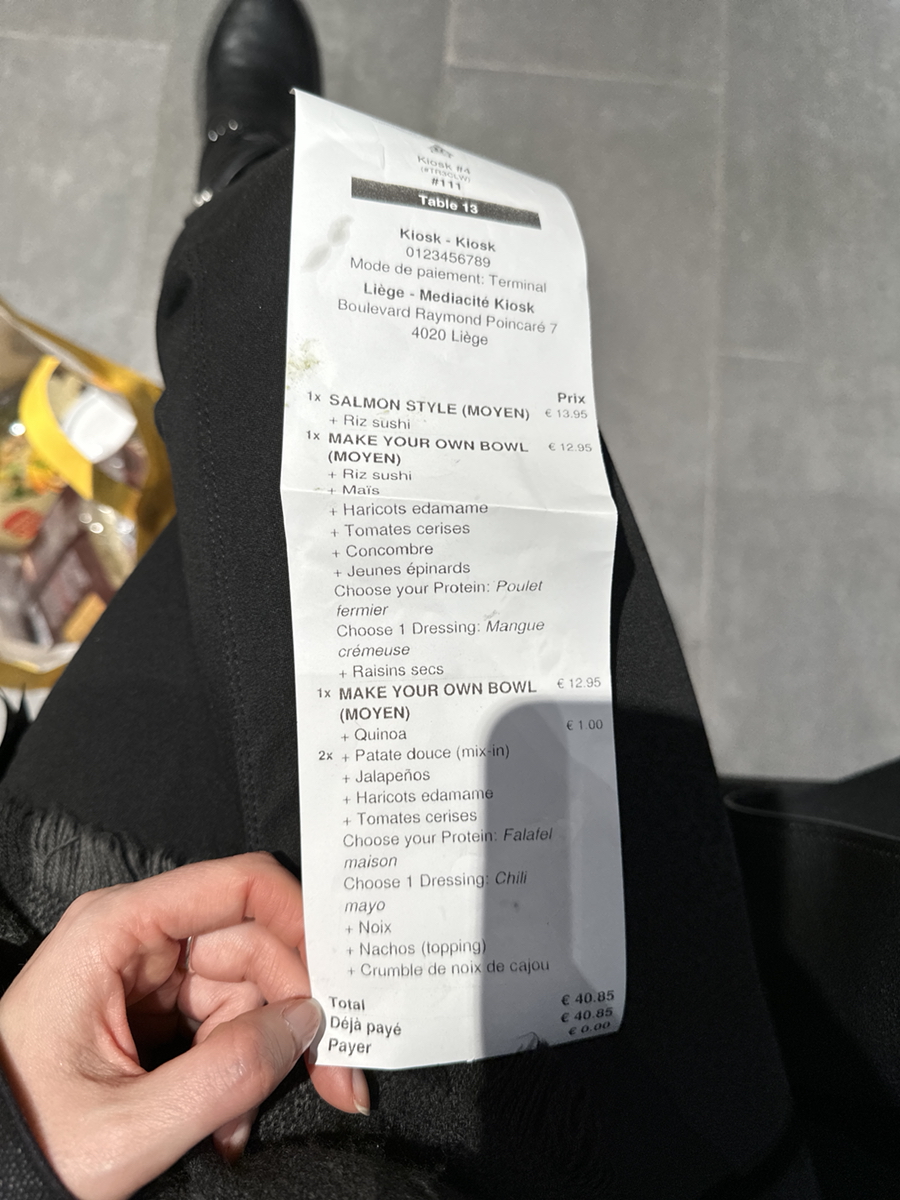 Kiosk #4
#111
Table 13
Kiosk - Kiosk
0123456789
Mode de paiement: Terminal
Liège - Mediacité Kiosk
Boulevard Raymond Poincaré 7
4020 Liège
Prix
1x SALMON STYLE (MOYEN) € 13.95
+ Riz sushi
1x MAKE YOUR OWN BOWL € 12.95
(MOYEN)
+ Riz sushi
+ Maïs
+ Haricots edamame
+ Tomates cerises
+ Concombre
+ Jeunes épinards
Choose your Protein: Poulet
fermier
Choose 1 Dressing: Mangue
crémeuse
+ Raisins secs
1x MAKE YOUR OWN BOWL € 12.95
(MOYEN)
+ Quinoa € 1.00
2x + Patate douce (mix-in)
+ Jalapeños
+ Haricots edamame
+ Tomates cerises
Choose your Protein: Falafel
maison
Choose 1 Dressing: Chili
mayo
+ Noix
+ Nachos (topping)
+ Crumble de noix de cajou
Total € 40.85
Déjà payé € 40.85
Payer € 0.00